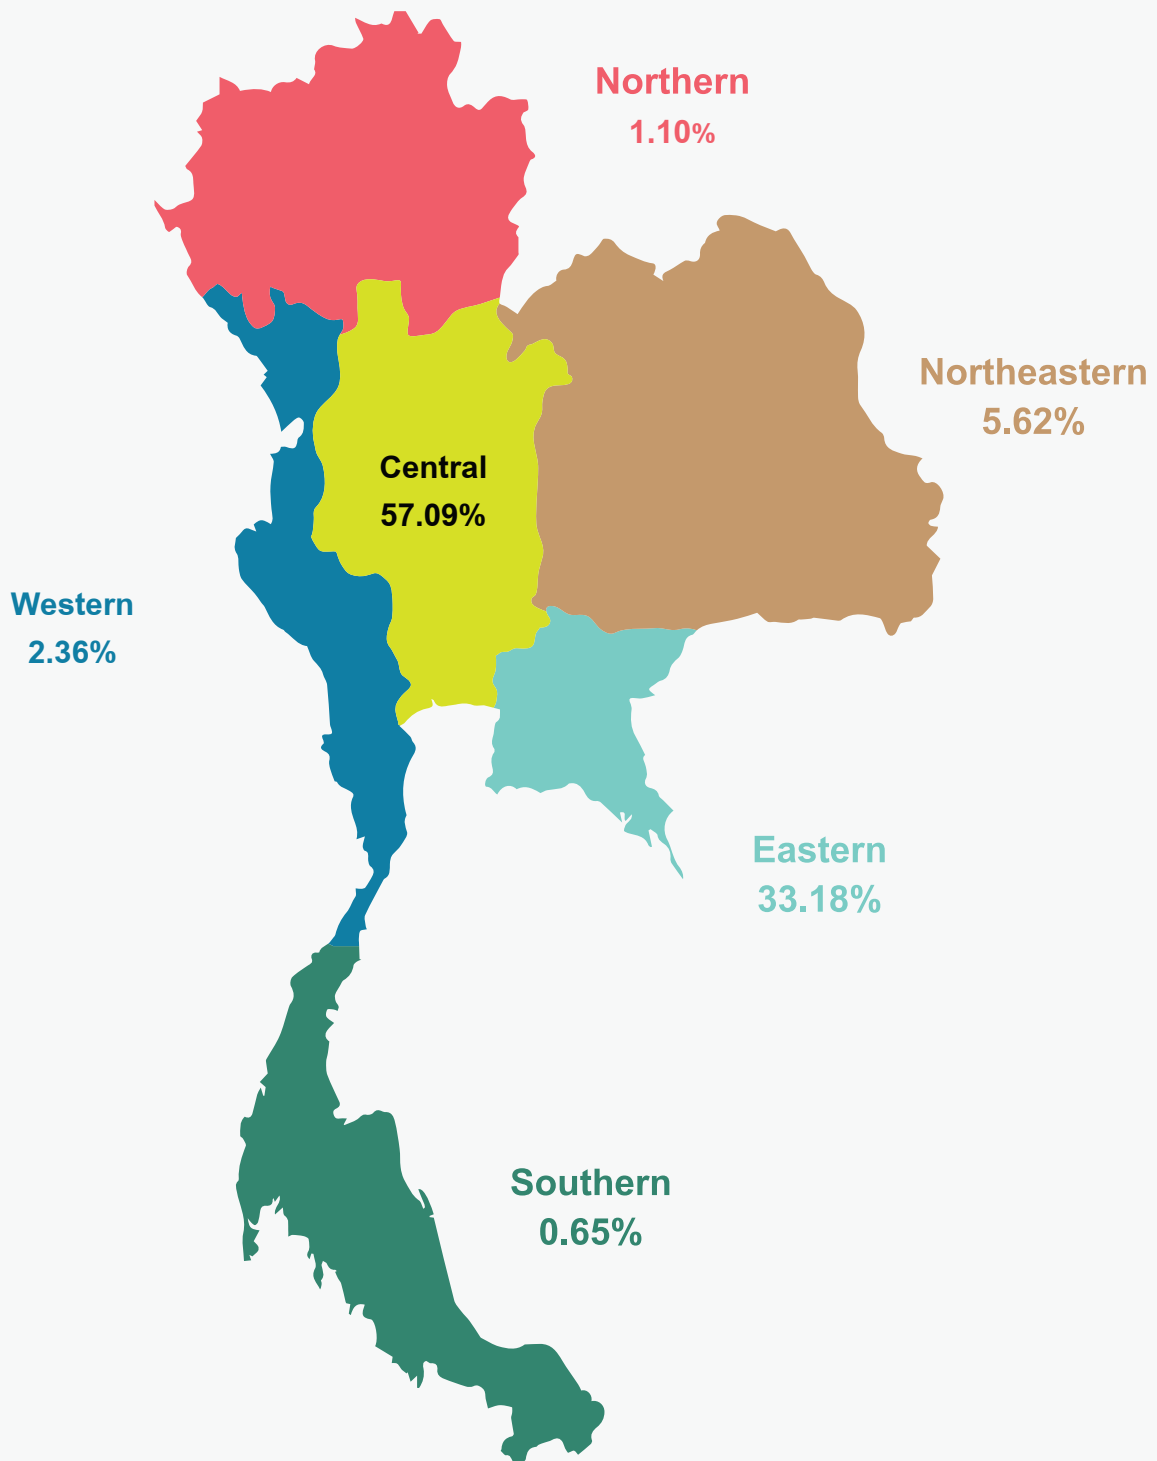 Northern
1.10%
Northeastern
5.62%
Central
57.09%
Western
2.36%
Eastern
33.18%
Southern
0.65%